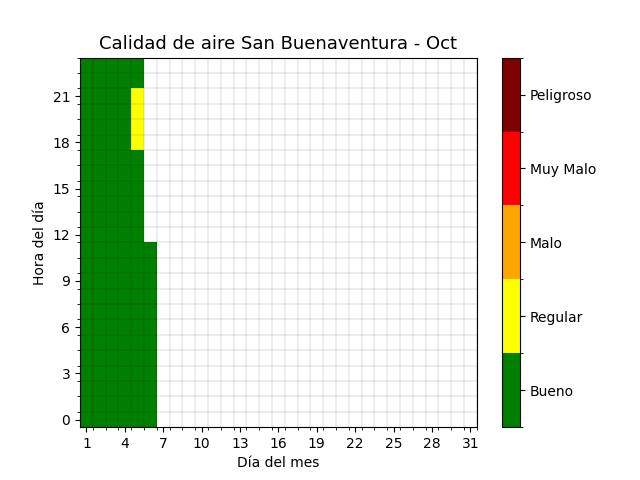 Calidad de aire San Buenaventura - Oct
Hora del día
21
18
15
12
9
6
3
0
1 4 7 10 13 16 19 22 25 28 31
Día del mes
Peligroso
Muy Malo
Malo
Regular
Bueno